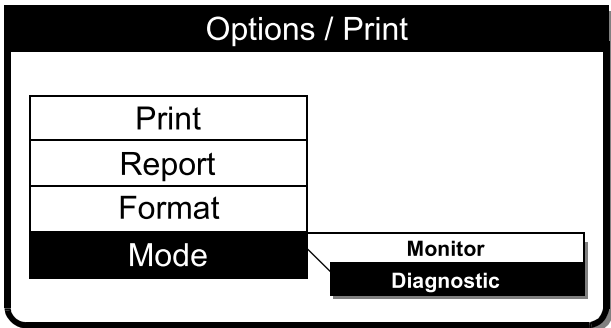 Options / Print
Print
Report
Format
Mode
Monitor
Diagnostic